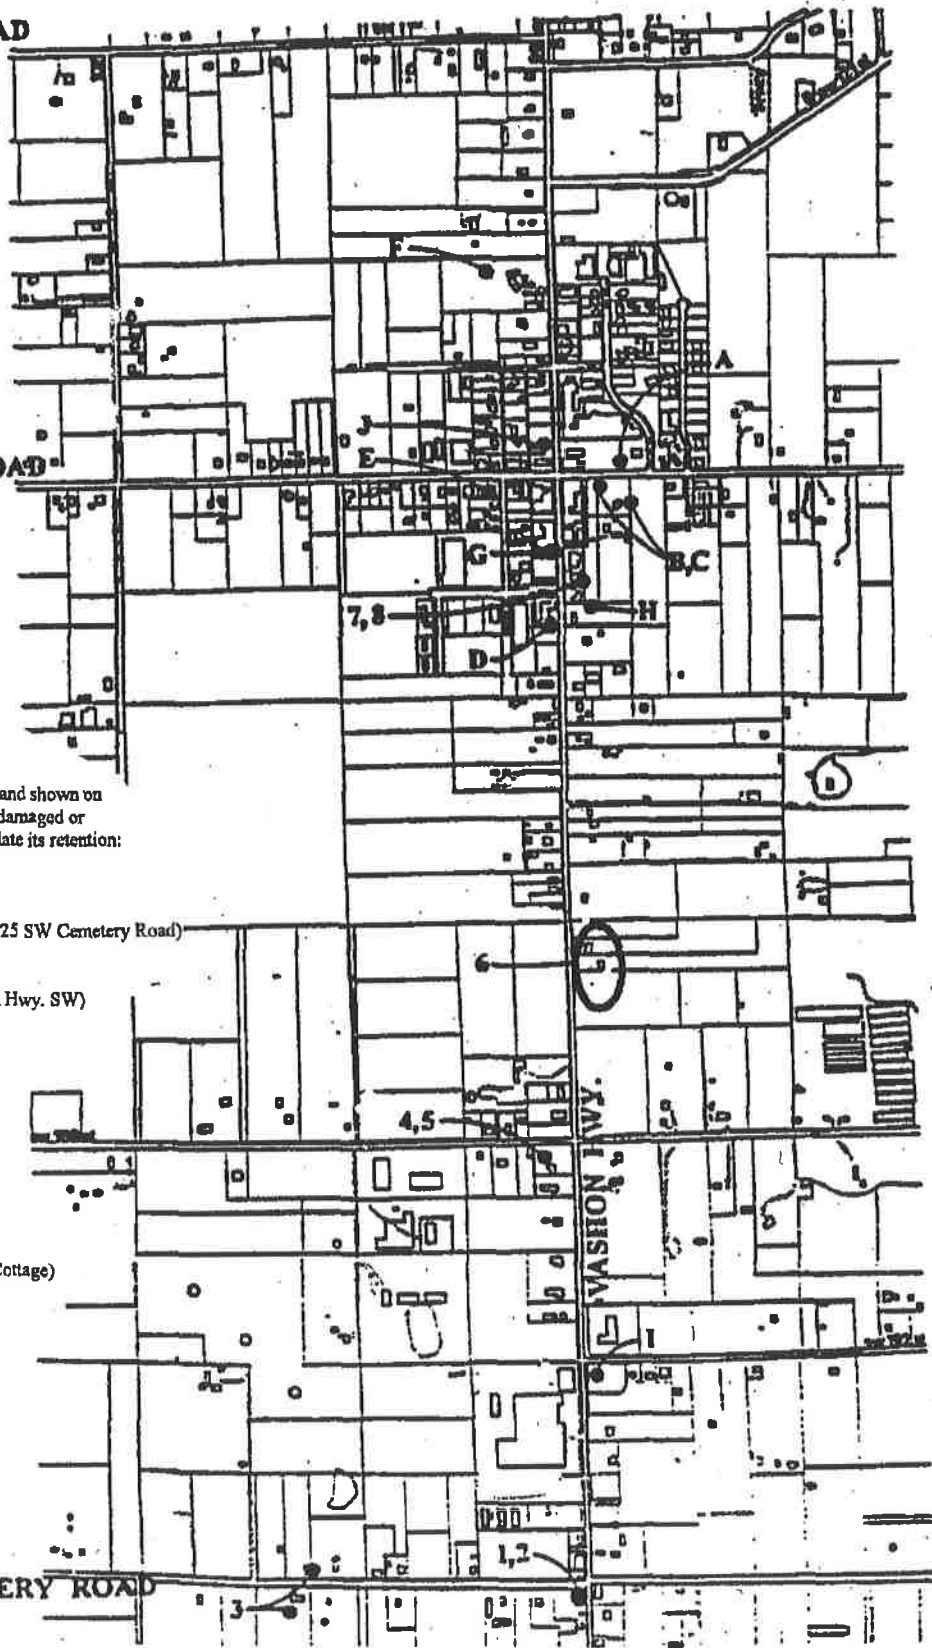 AD
F
A
J
E
OAD
G
B,C
7, 8
H
D
and shown on
damaged or
late its retention:
25 SW Cemetery Road)
6
Hwy. SW)
4,5
VASHON HWY.
Cottage)
I
1,2
ERY ROAD
3